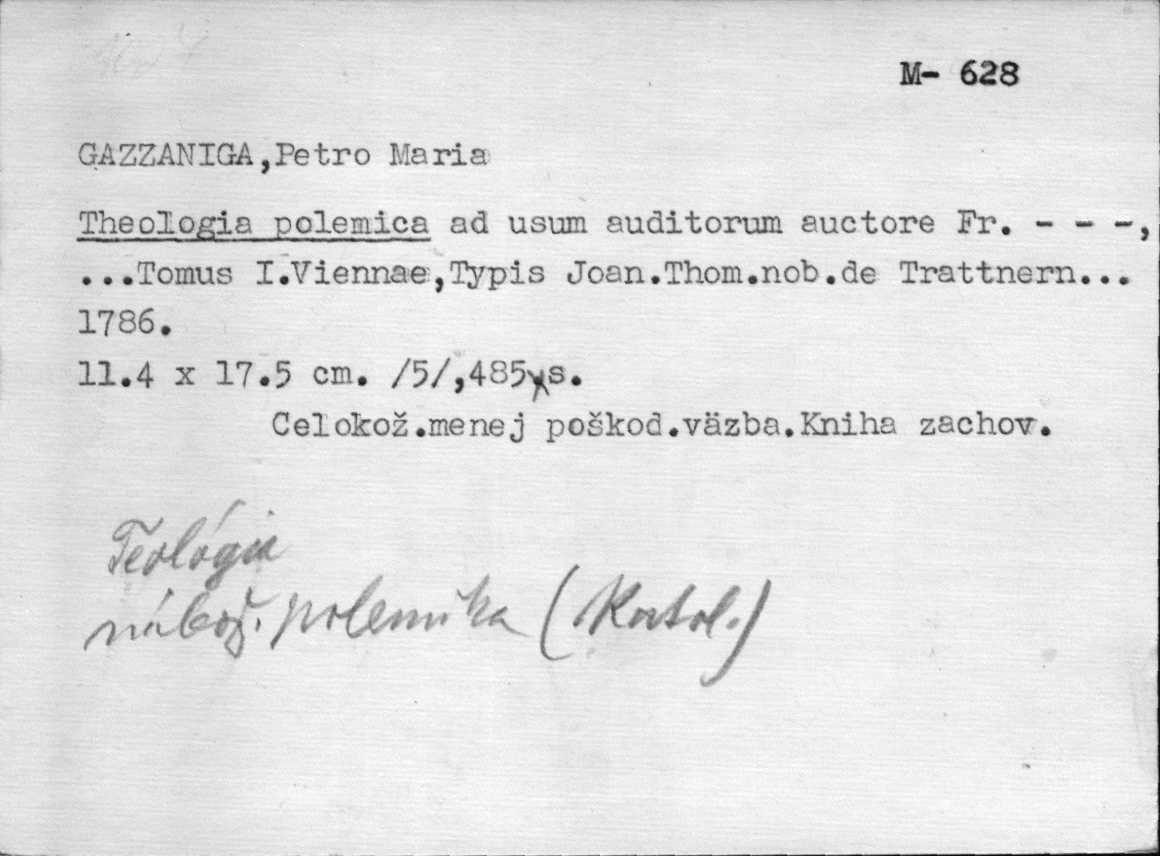 M- 628
GAZZANIGA,Petro Maria
Theologia polemica ad usum auditorum auctore Fr. - - -,
...Tomus I.Viennae,Typis Joan.Thom.nob.de Trattnern...
1786.
11.4 x 17.5 cm. /5/,485 s.
Celokož.menej poškod.väzba.Kniha zachov.
Teológia
nábož. polemika (Katol.)